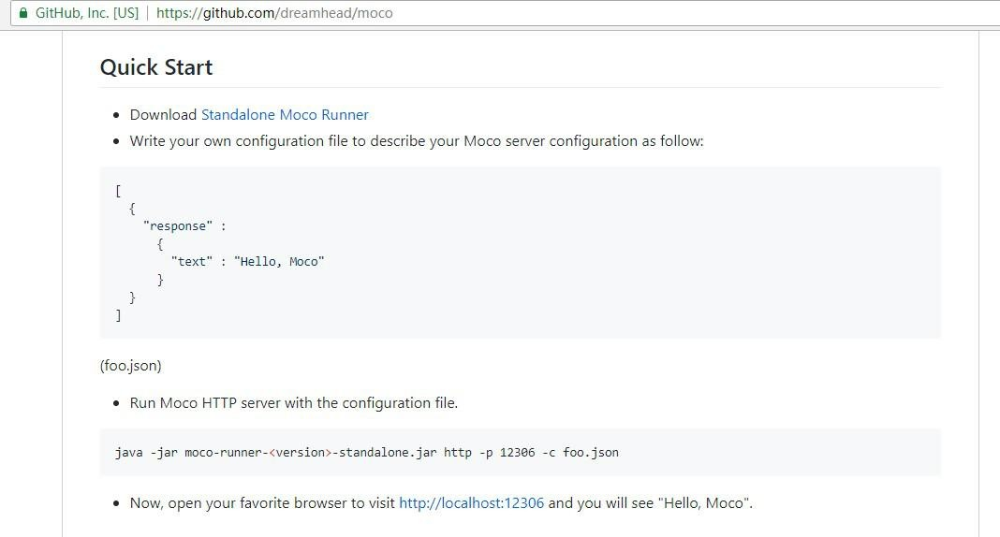 GitHub, Inc. [US] | https://github.com/dreamhead/moco
Quick Start
• Download Standalone Moco Runner
• Write your own configuration file to describe your Moco server configuration as follow:
[
  {
    "response" :
      {
        "text" : "Hello, Moco"
      }
  }
]
(foo.json)
• Run Moco HTTP server with the configuration file.
java -jar moco-runner-<version>-standalone.jar http -p 12306 -c foo.json
• Now, open your favorite browser to visit http://localhost:12306 and you will see "Hello, Moco".